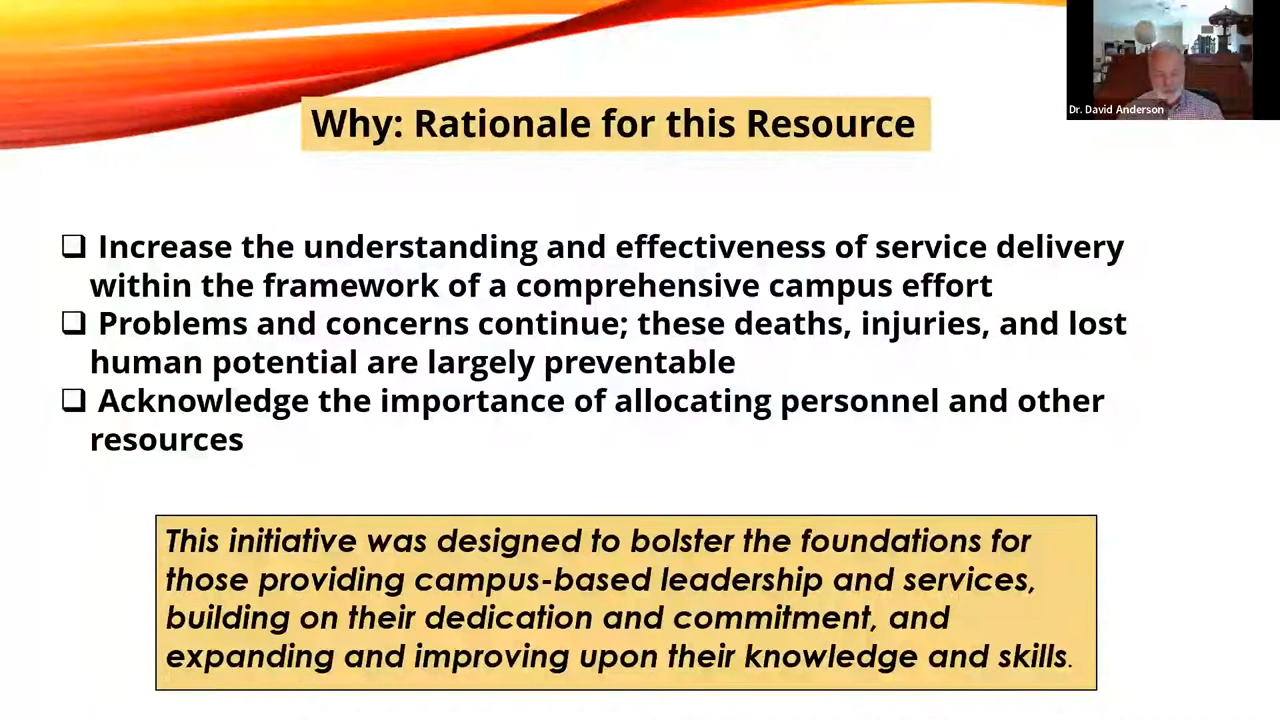 Dr. David Anderson
Why: Rationale for this Resource
❑ Increase the understanding and effectiveness of service delivery
within the framework of a comprehensive campus effort
❑ Problems and concerns continue; these deaths, injuries, and lost
human potential are largely preventable
❑ Acknowledge the importance of allocating personnel and other
resources
This initiative was designed to bolster the foundations for
those providing campus-based leadership and services,
building on their dedication and commitment, and
expanding and improving upon their knowledge and skills.